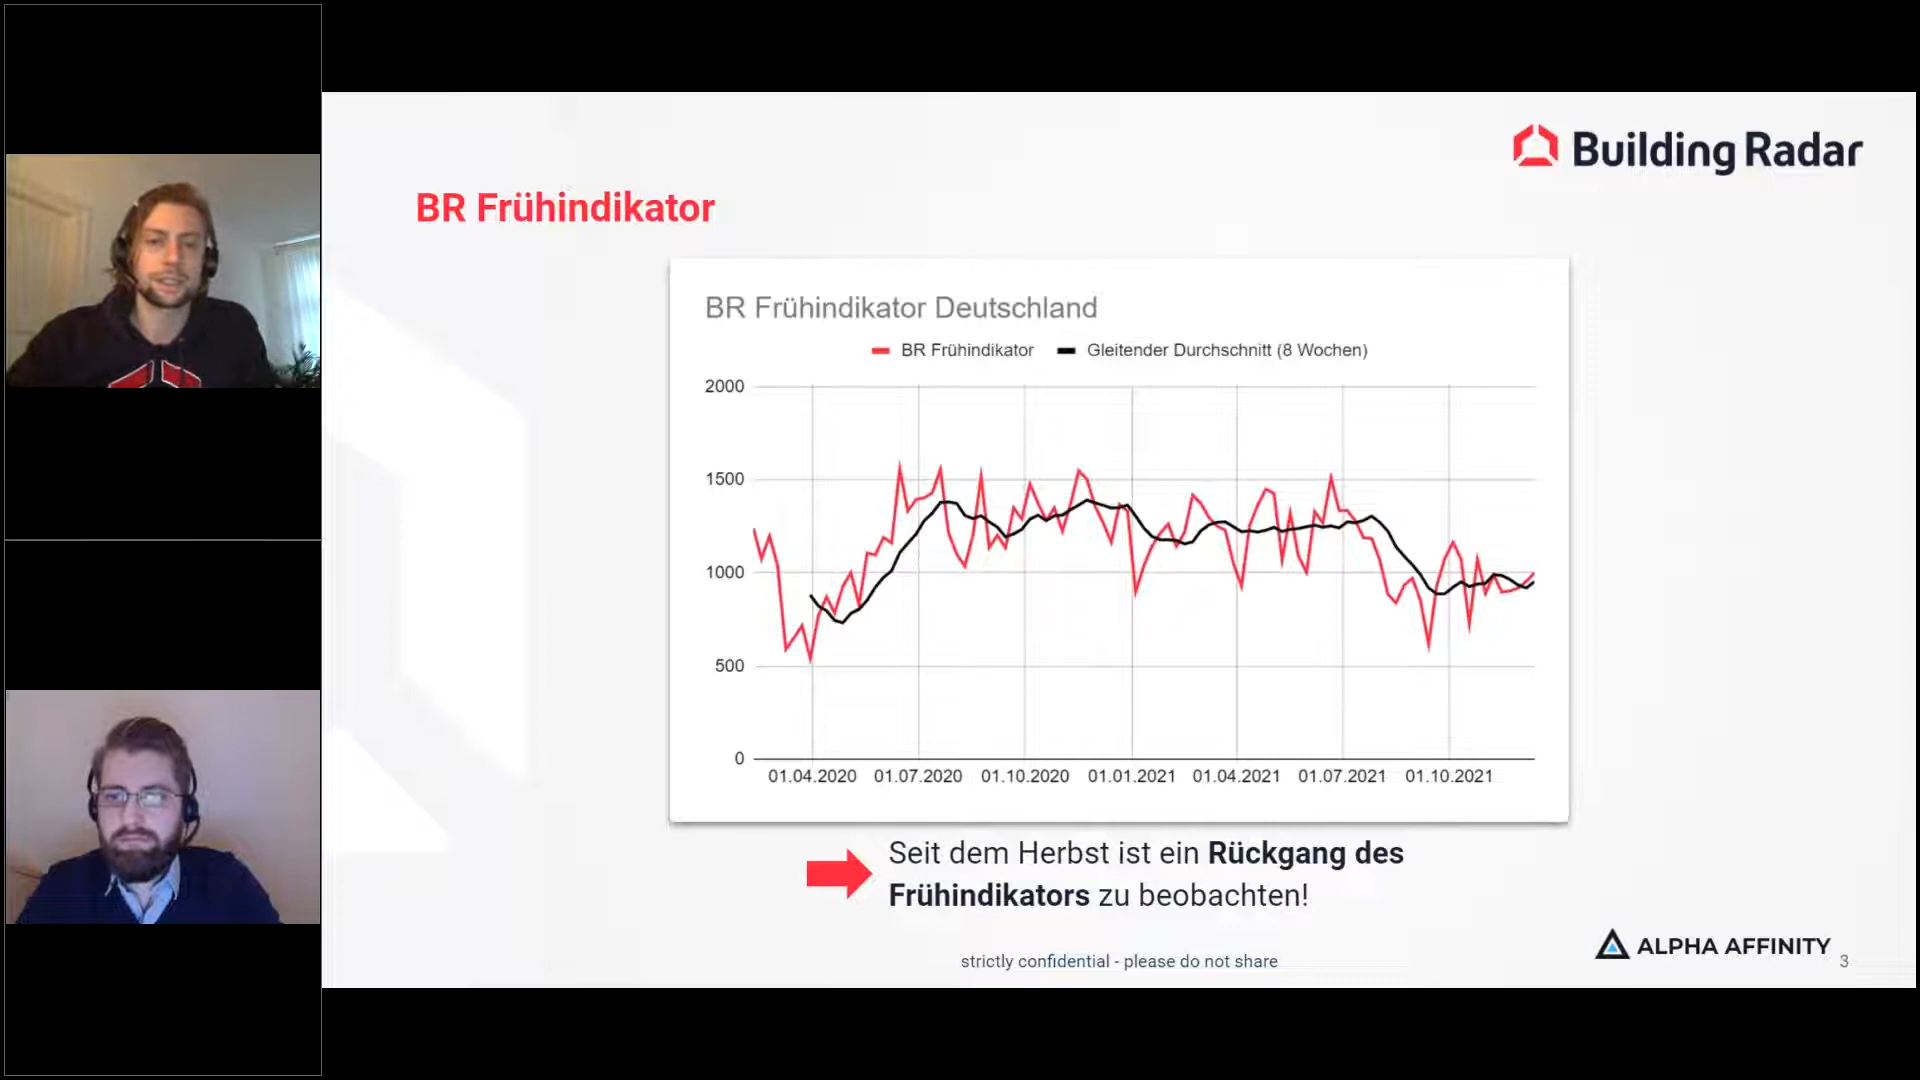 Building Radar
BR Frühindikator
BR Frühindikator Deutschland
BR Frühindikator
Gleitender Durchschnitt (8 Wochen)
2000
1500
1000
500
0
01.04.2020
01.07.2020
01.10.2020
01.01.2021
01.04.2021
01.07.2021
01.10.2021
Seit dem Herbst ist ein Rückgang des
Frühindikators zu beobachten!
strictly confidential - please do not share
ALPHA AFFINITY
3